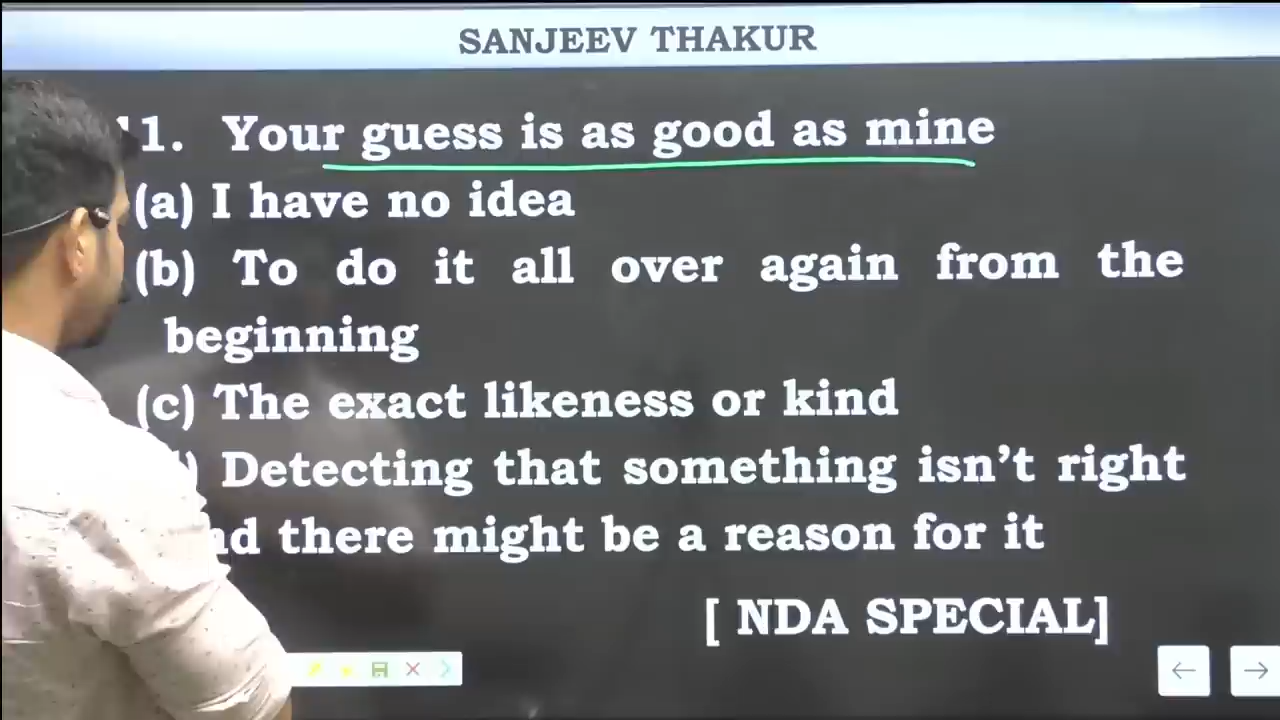 SANJEEV THAKUR
11. Your guess is as good as mine
(a) I have no idea
(b) To do it all over again from the
beginning
(c) The exact likeness or kind
) Detecting that something isn’t right
there might be a reason for it
[ NDA SPECIAL]